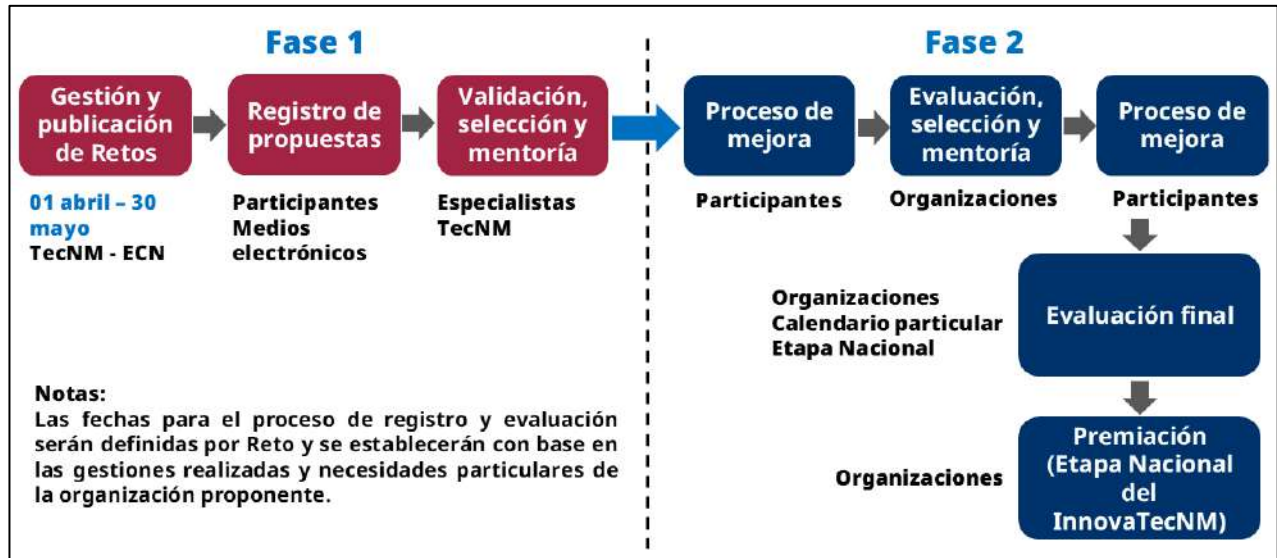 Fase 1
Gestión y
publicación
de Retos
Registro de
propuestas
Validación,
selección y
mentoría
01 abril – 30
mayo
TecNM - ECN
Participantes
Medios
electrónicos
Especialistas
TecNM
Notas:
Las fechas para el proceso de registro y evaluación
serán definidas por Reto y se establecerán con base en
las gestiones realizadas y necesidades particulares de
la organización proponente.
Fase 2
Proceso de
mejora
Evaluación,
selección y
mentoría
Proceso de
mejora
Participantes
Organizaciones
Participantes
Organizaciones
Calendario particular
Etapa Nacional
Evaluación final
Organizaciones
Premiación
(Etapa Nacional
del
InnovaTecNM)